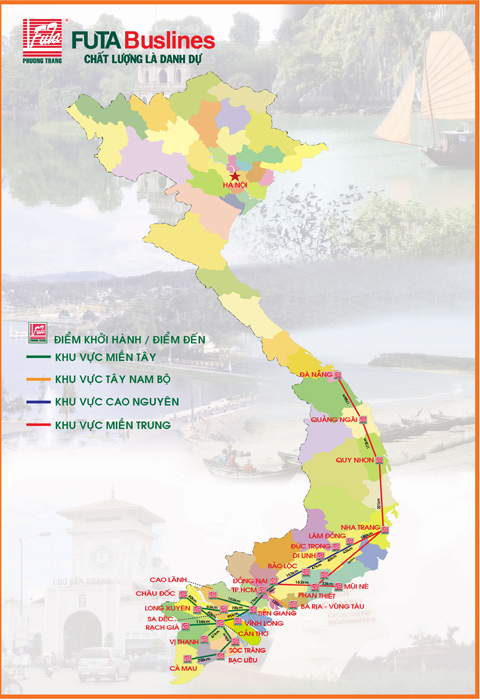 Futa
PHƯƠNG TRANG
FUTA Buslines
CHẤT LƯỢNG LÀ DANH DỰ
HÀ NỘI
ĐIỂM KHỞI HÀNH / ĐIỂM ĐẾN
KHU VỰC MIỀN TÂY
KHU VỰC TÂY NAM BỘ
KHU VỰC CAO NGUYÊN
KHU VỰC MIỀN TRUNG
ĐÀ NẴNG
QUẢNG NGÃI
QUY NHƠN
NHA TRANG
LÂM ĐỒNG
ĐỨC TRỌNG
DI LINH
BẢO LỘC
ĐỒNG NAI
TP.HCM
MŨI NÉ
PHAN THIẾT
BÀ RỊA - VŨNG TÀU
CAO LÃNH
CHÂU ĐỐC
LONG XUYÊN
TIỀN GIANG
SA ĐÉC
VĨNH LONG
RẠCH GIÁ
CẦN THƠ
VỊ THANH
SÓC TRĂNG
BẠC LIÊU
CÀ MAU